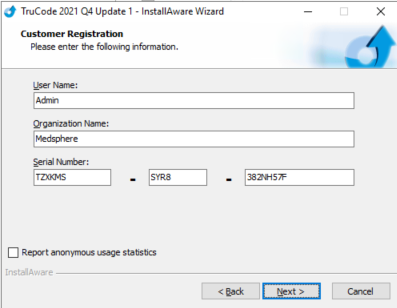 TruCode 2021 Q4 Update 1 - InstallAware Wizard
Customer Registration
Please enter the following information.
User Name:
Admin
Organization Name:
Medsphere
Serial Number:
TZXKMS - SYR8 - 382NH57F
Report anonymous usage statistics
InstallAware
< Back Next > Cancel